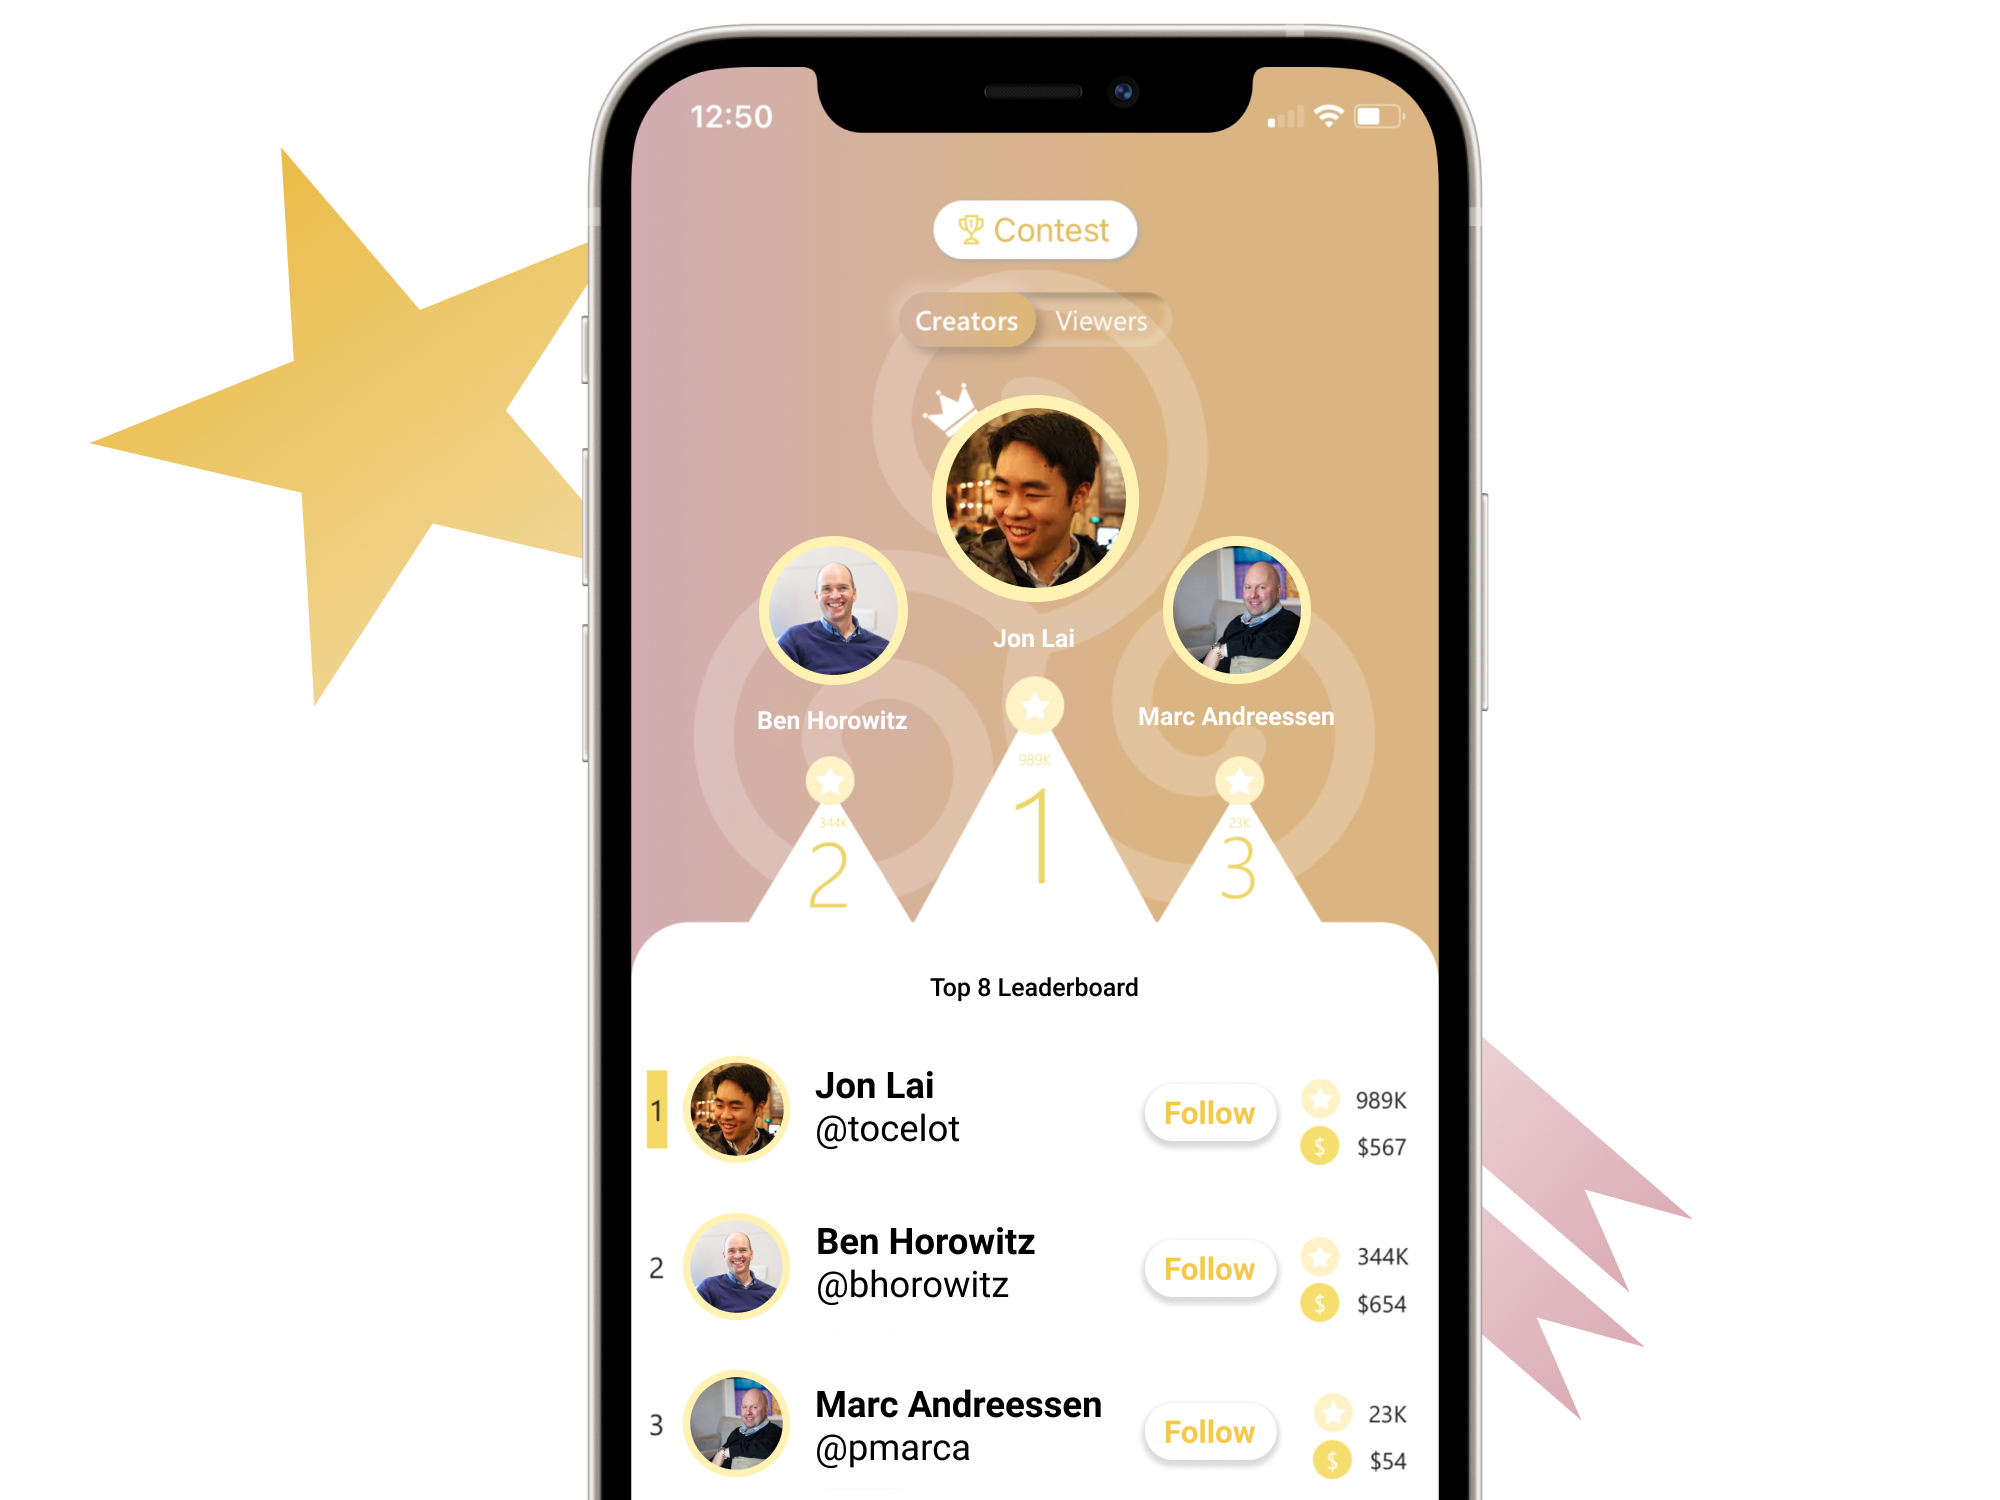 12:50
Contest
Creators Viewers
Jon Lai
Ben Horowitz
Marc Andreessen
989K
1
344K
2
23K
3
Top 8 Leaderboard
1
Jon Lai
@tocelot
Follow
989K
$ $567
2
Ben Horowitz
@bhorowitz
Follow
344K
$ $654
3
Marc Andreessen
@pmarca
Follow
23K
$ $54